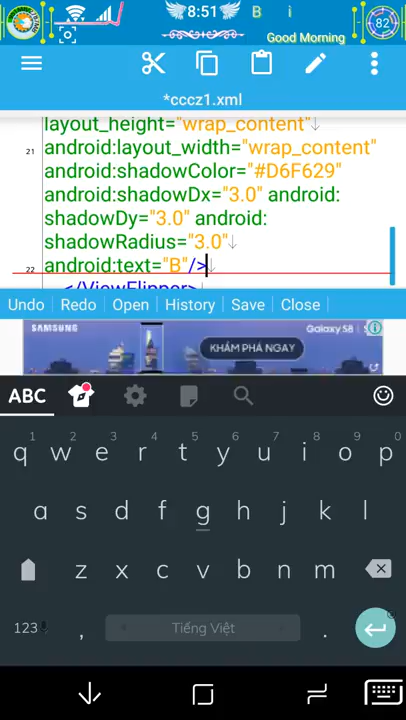 8:51
B i
Good Morning
82
*cccz1.xml
layout_height="wrap_content"↓
21 android:layout_width="wrap_content"
android:shadowColor="#D6F629"
android:shadowDx="3.0" android:
shadowDy="3.0" android:
shadowRadius="3.0"↓
22 android:text="B"/>↓
</ViewFlipper>
Undo Redo Open History Save Close
SAMSUNG
Galaxy S8
KHÁM PHÁ NGAY
ABC
1 2 3 4 5 6 7 8 9 0
q w e r t y u i o p
a s d f g h j k l
z x c v b n m
123 , Tiếng Việt .